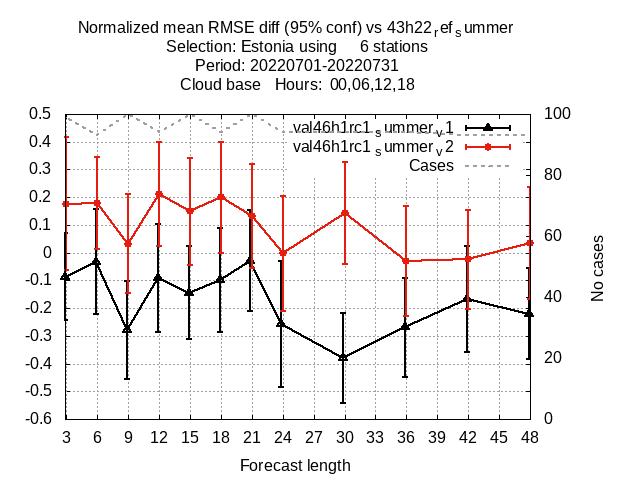 Normalized mean RMSE diff (95% conf) vs 43h22refsummer
Selection: Estonia using 6 stations
Period: 20220701-20220731
Cloud base Hours: 00,06,12,18
val46h1rc1summerv1
val46h1rc1summerv2
Cases
0.5
0.4
0.3
0.2
0.1
0
-0.1
-0.2
-0.3
-0.4
-0.5
-0.6
100
80
60
40
20
0
No cases
3 6 9 12 15 18 21 24 27 30 33 36 39 42 45 48
Forecast length